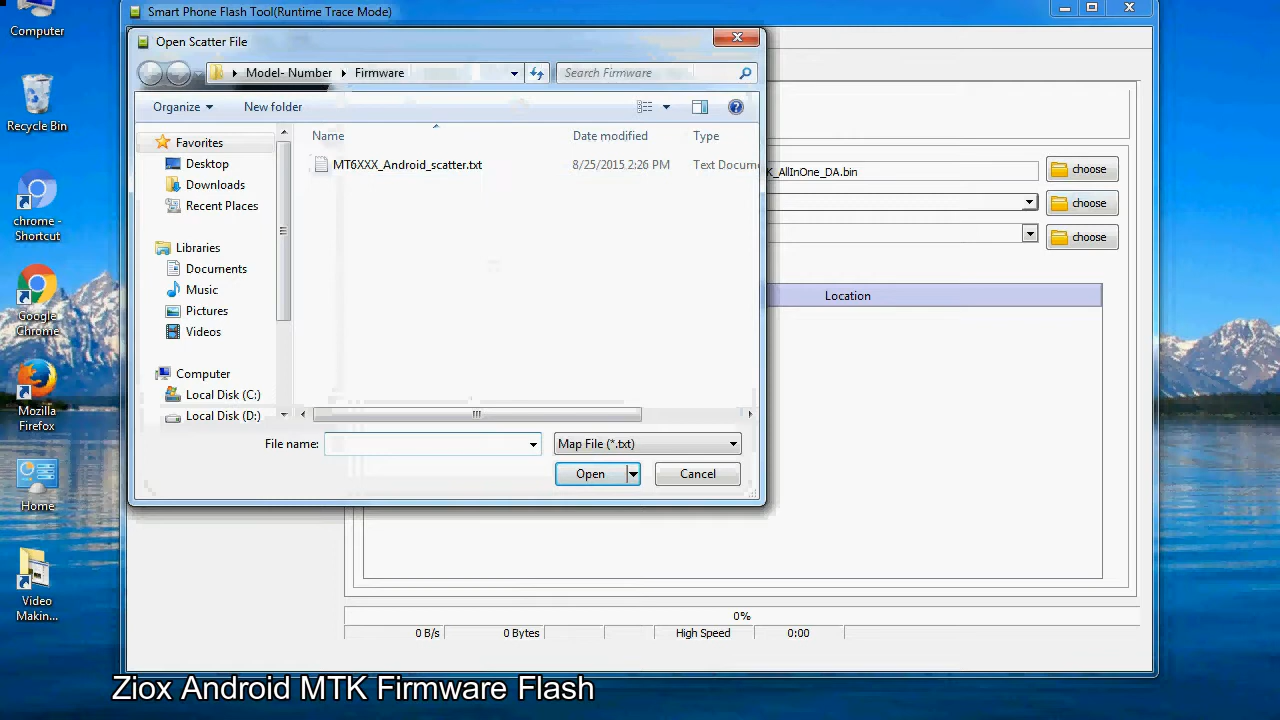 Computer
Recycle Bin
chrome -
Shortcut
Google
Chrome
Mozilla
Firefox
Home
Video
Makin...
Smart Phone Flash Tool(Runtime Trace Mode)
Open Scatter File
Model- Number Firmware
Search Firmware
Organize New folder
Name Date modified Type
MT6XXX_Android_scatter.txt 8/25/2015 2:26 PM Text Docum
Favorites
Desktop
Downloads
Recent Places
Libraries
Documents
Music
Pictures
Videos
Computer
Local Disk (C:)
Local Disk (D:)
File name: Map File (*.txt)
Open Cancel
K_AllInOne_DA.bin choose
choose
choose
Location
0%
0 B/s 0 Bytes High Speed 0:00
Ziox Android MTK Firmware Flash